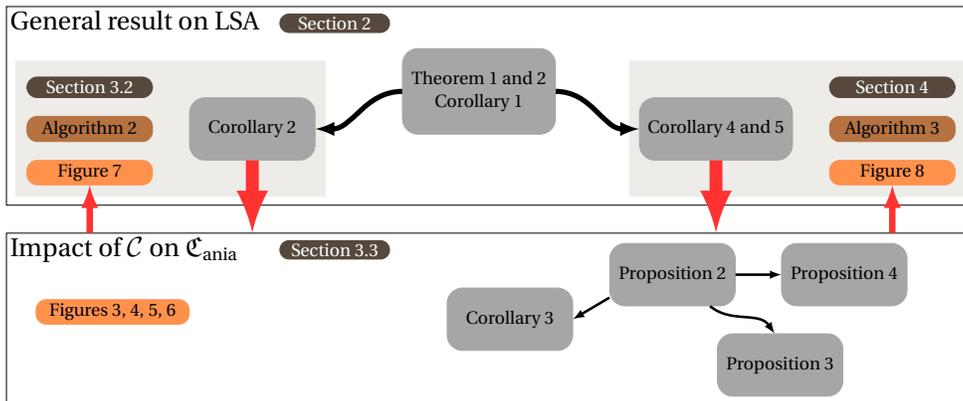 General result on LSA
Section 2
Theorem 1 and 2
Corollary 1
Section 3.2
Algorithm 2
Figure 7
Corollary 2
Corollary 4 and 5
Section 4
Algorithm 3
Figure 8
Impact of 𝒞 on ℭania
Section 3.3
Figures 3, 4, 5, 6
Corollary 3
Proposition 2
Proposition 4
Proposition 3